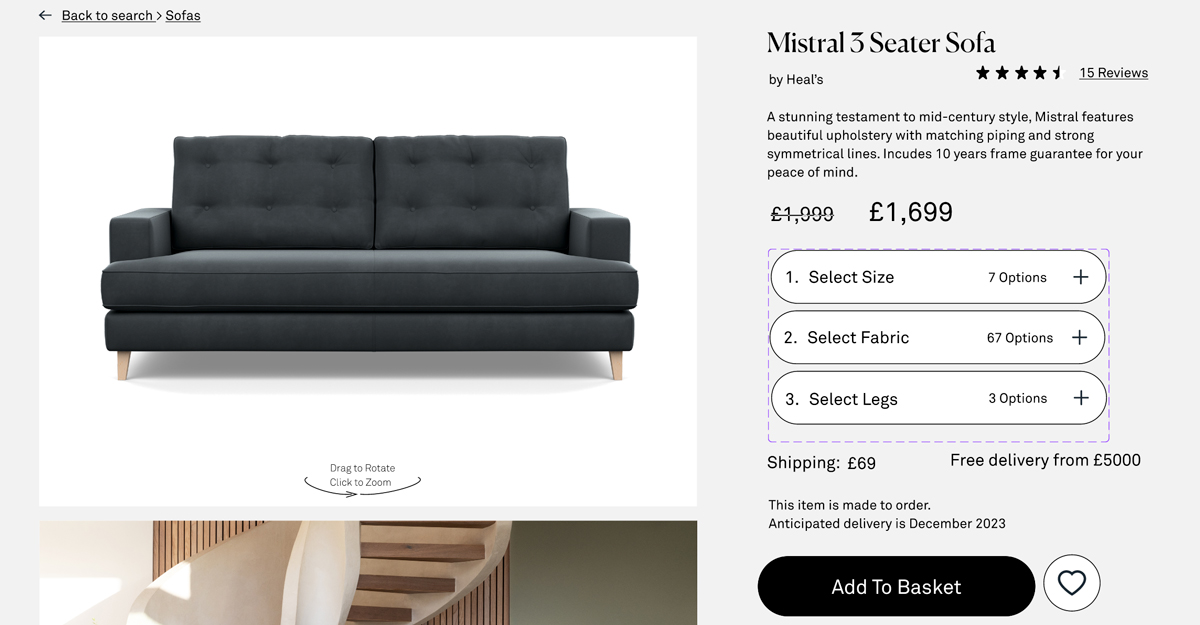 Back to search > Sofas
Mistral 3 Seater Sofa
by Heal's
15 Reviews
A stunning testament to mid-century style, Mistral features
beautiful upholstery with matching piping and strong
symmetrical lines. Incudes 10 years frame guarantee for your
peace of mind.
£1,999 £1,699
1. Select Size 7 Options +
2. Select Fabric 67 Options +
3. Select Legs 3 Options +
Shipping: £69 Free delivery from £5000
This item is made to order.
Anticipated delivery is December 2023
Add To Basket
Drag to Rotate
Click to Zoom